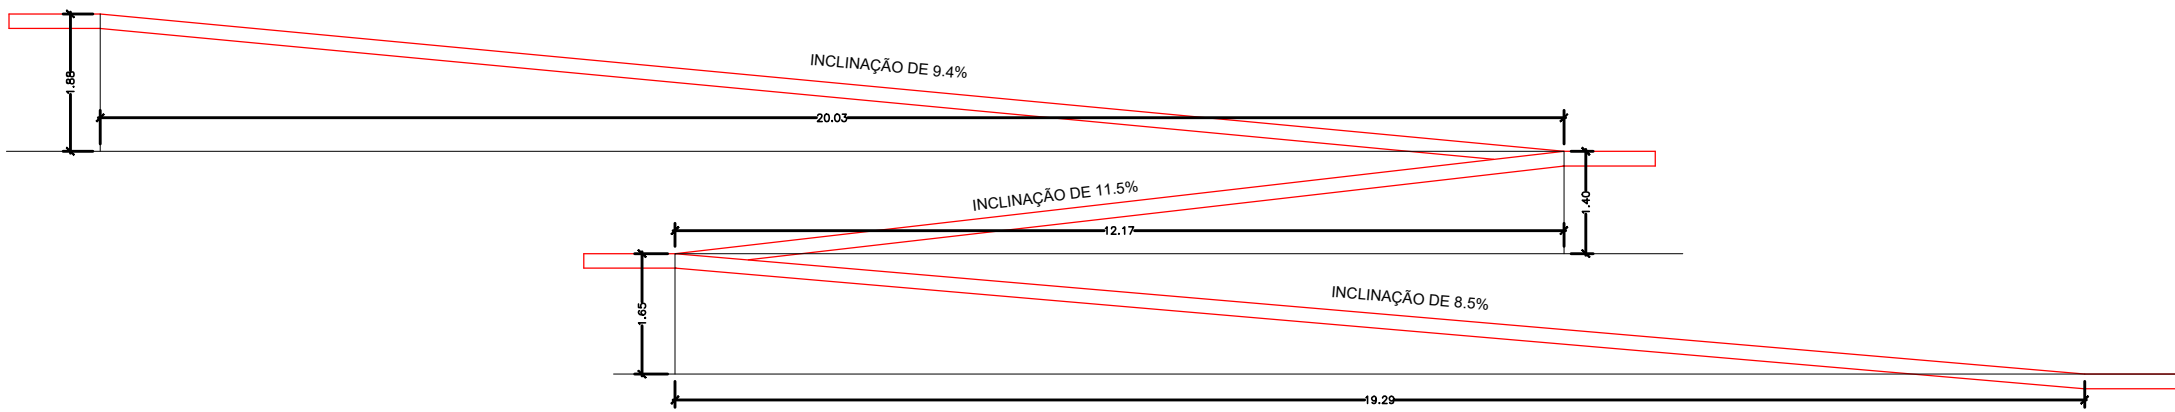 INCLINAÇÃO DE 9.4%
1.88
20.03
INCLINAÇÃO DE 11.5%
1.40
12.17
INCLINAÇÃO DE 8.5%
1.65
19.29